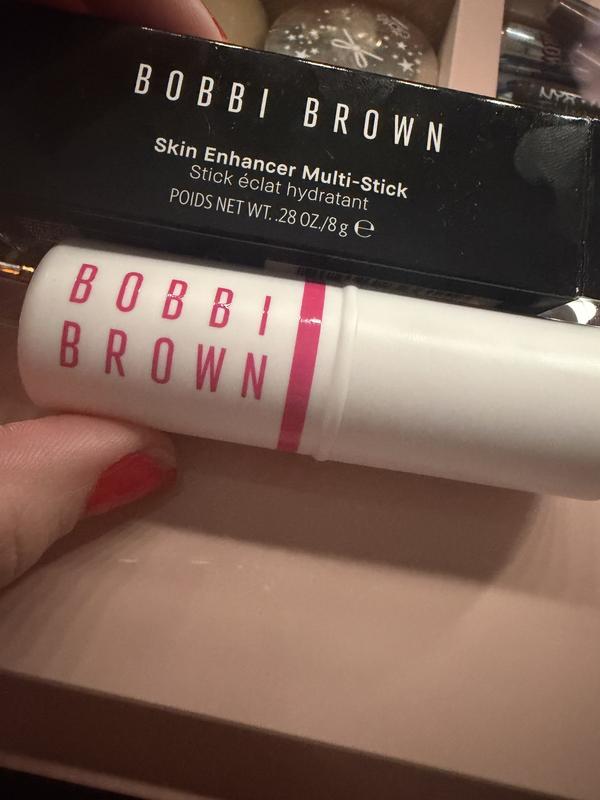 BOBBI BROWN
Skin Enhancer Multi-Stick
Stick éclat hydratant
POIDS NET WT. .28 OZ./8 g ℮
BOBBI
BROWN